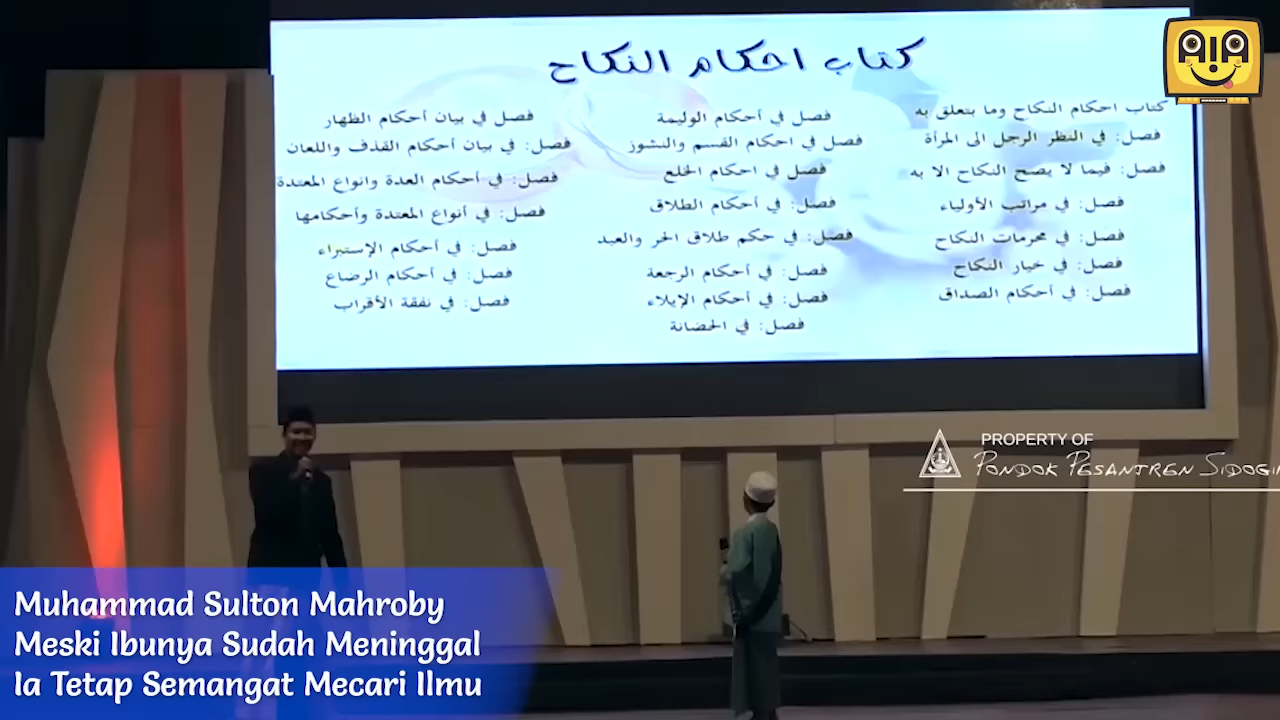 كتاب احكام النكاح
كتاب احكام النكاح وما يتعلق به
فصل: في النظر الرجل الى المرأة
فصل: فيما لا يصح النكاح الا به
فصل: في مراتب الأولياء
فصل: في محرمات النكاح
فصل: في خيار النكاح
فصل: في أحكام الصداق
فصل في أحكام الوليمة
فصل في احكام القسم والنشوز
فصل في احكام الخلع
فصل: في أحكام الطلاق
فصل: في حكم طلاق الحر والعبد
فصل: في أحكام الرجعة
فصل: في أحكام الإيلاء
فصل: في الحضانة
فصل في بيان أحكام الظهار
فصل: في بيان أحكام القذف واللعان
فصل: في أحكام العدة وانواع المعتدة
فصل: في أنواع المعتدة وأحكامها
فصل: في أحكام الإستبراء
فصل: في أحكام الرضاع
فصل: في نفقة الأقراب
AIA
PROPERTY OF
PONDOK PESANTREN SIDOGI
Muhammad Sulton Mahroby
Meski Ibunya Sudah Meninggal
Ia Tetap Semangat Mecari Ilmu